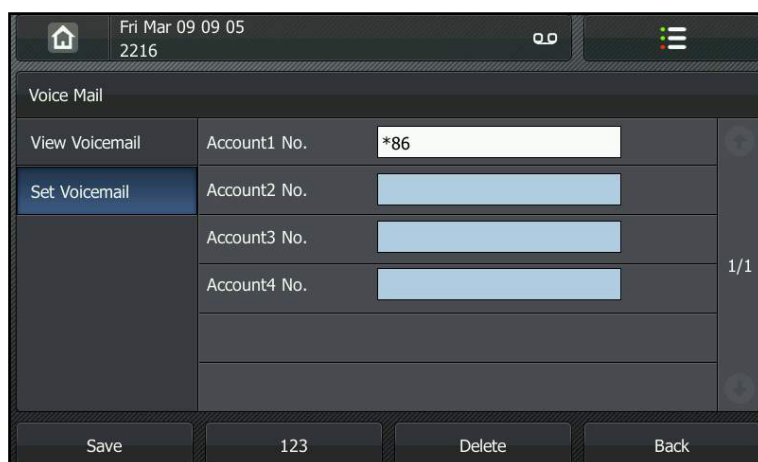 Fri Mar 09 09 05
2216
Voice Mail
View Voicemail
Set Voicemail
Account1 No.
*86
Account2 No.
Account3 No.
Account4 No.
1/1
Save
123
Delete
Back